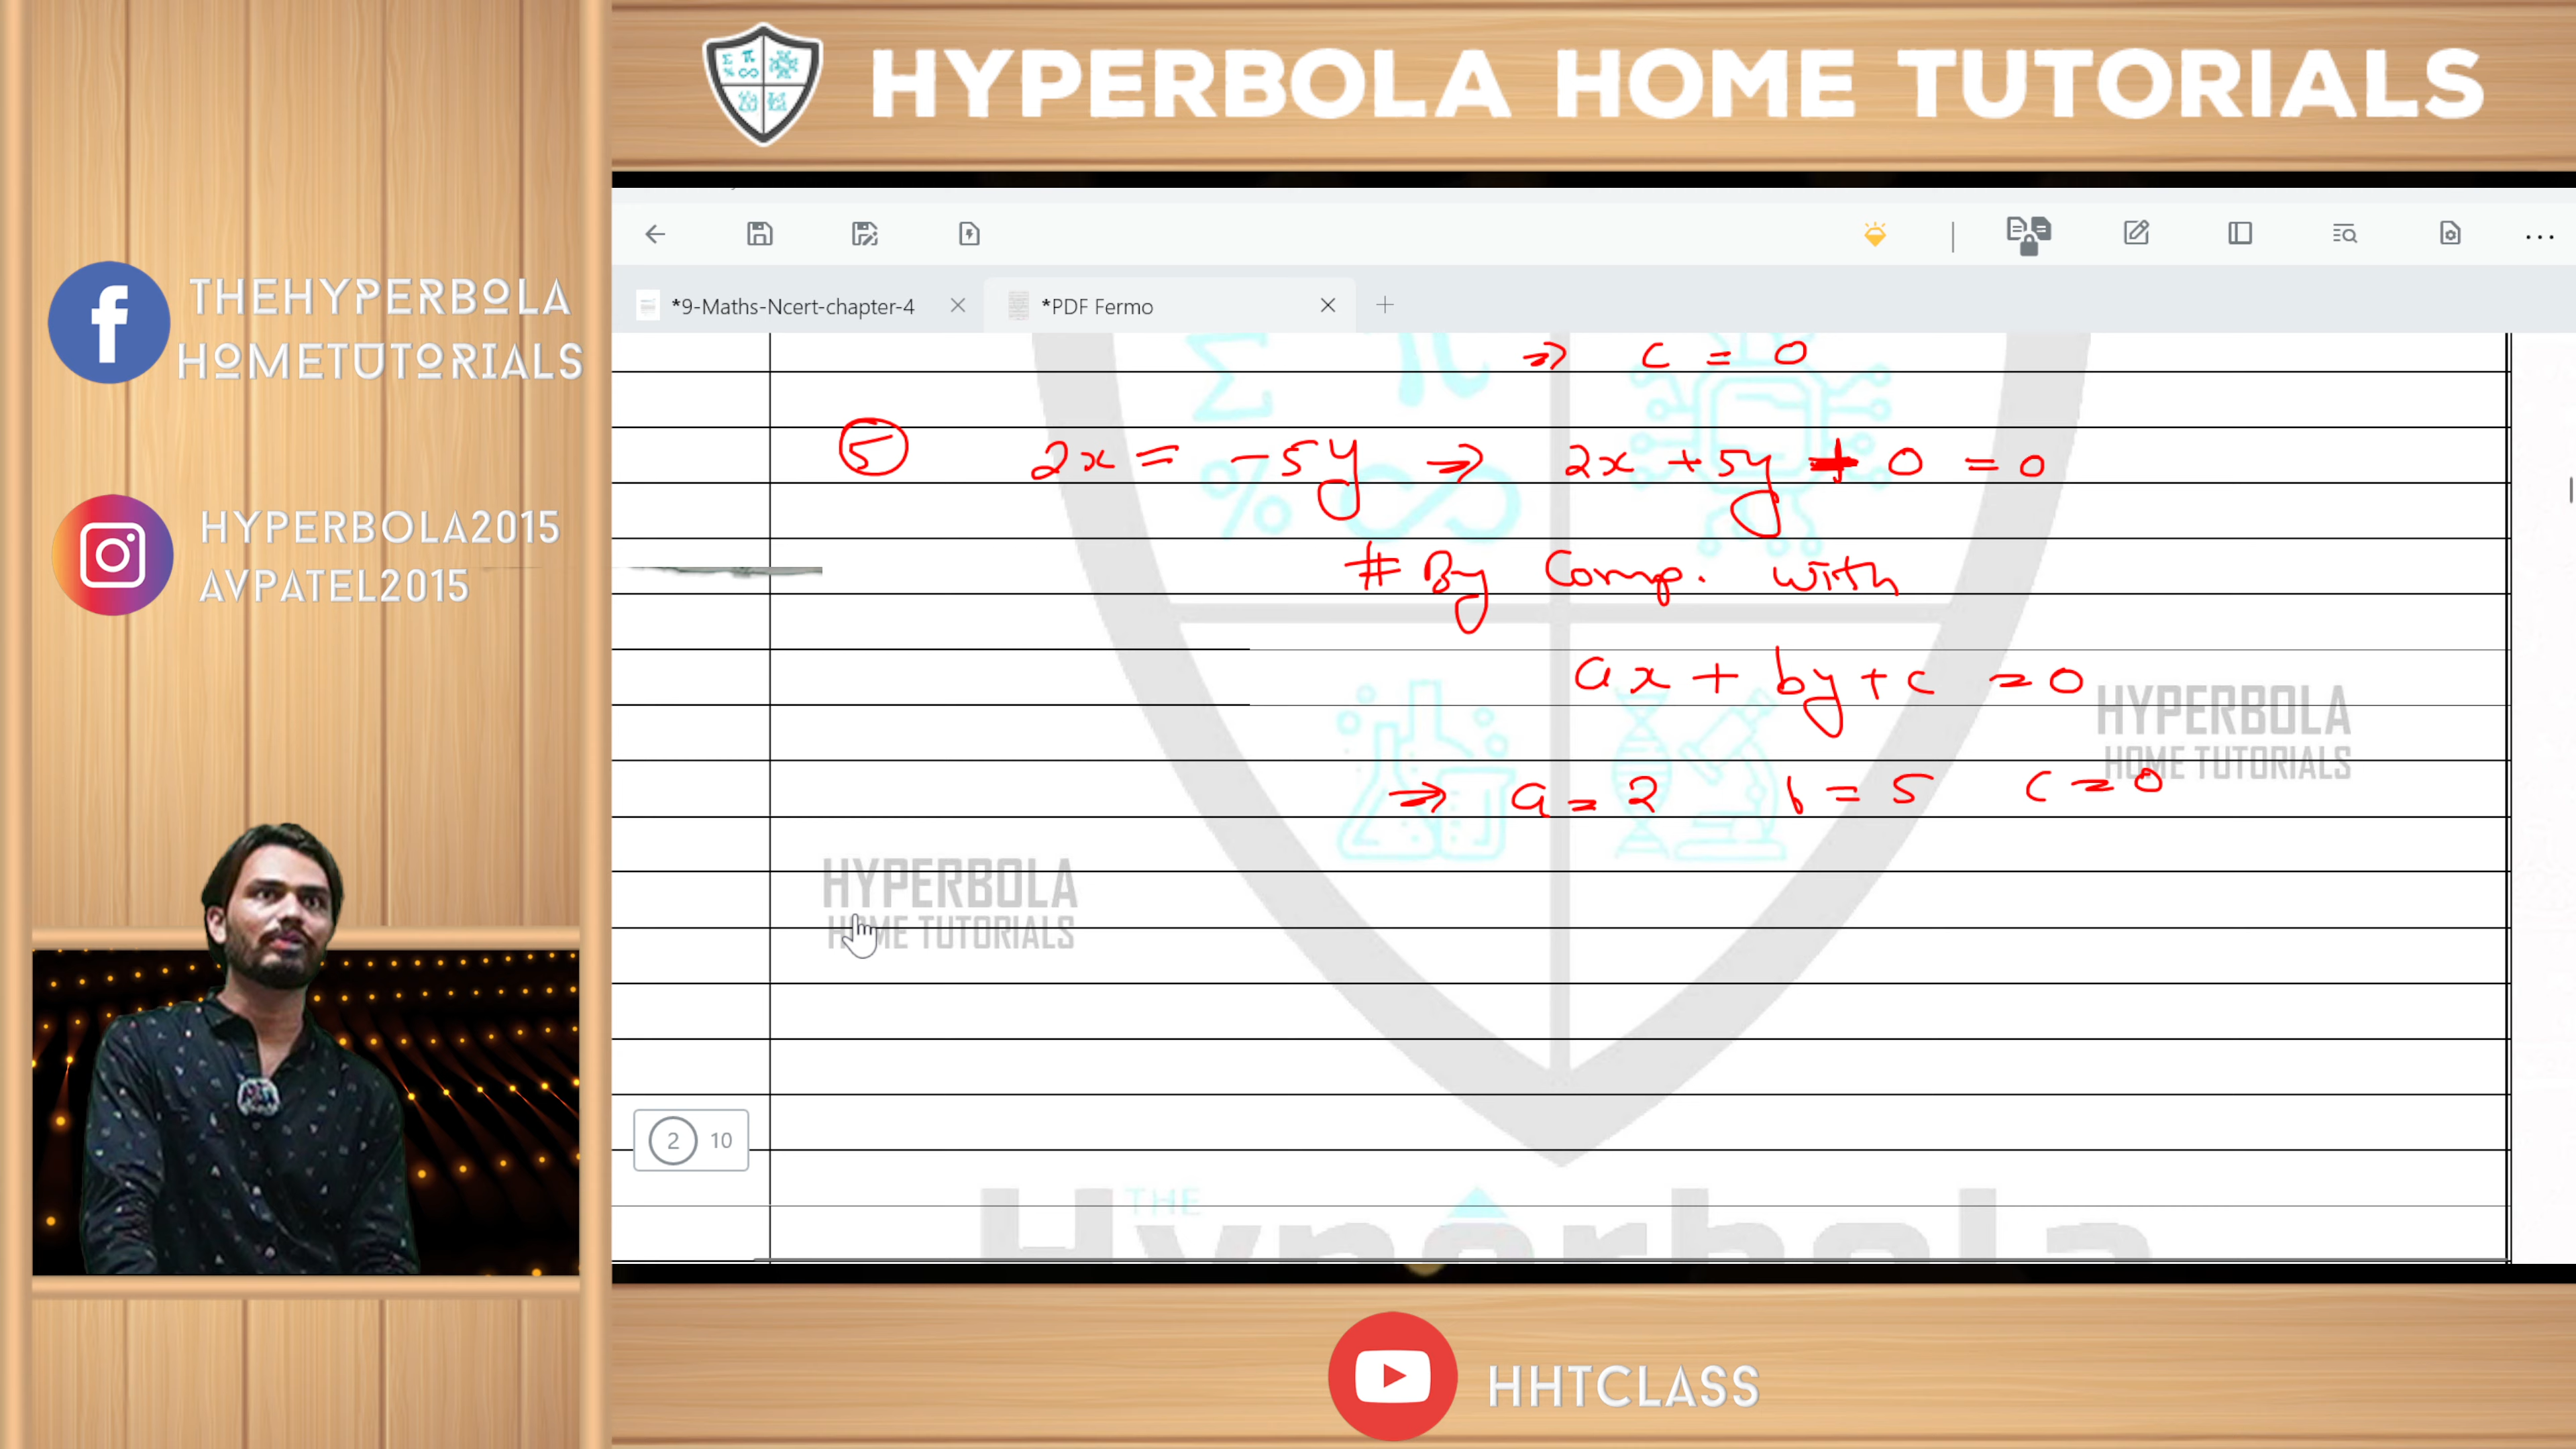 HYPERBOLA HOME TUTORIALS
THEHYPERBOLA
HOMETUTORIALS
HYPERBOLA2015
AVPATEL2015
*9-Maths-Ncert-chapter-4
*PDF Fermo
⇒ c = 0
⑤ 2x = -5y ⇒ 2x + 5y + 0 = 0
# By Comp. with
ax + by + c = 0
⇒ a = 2 b = 5 c = 0
HYPERBOLA
HOME TUTORIALS
HYPERBOLA
HOME TUTORIALS
2 10
THE
Hyperbola
HHTCLASS